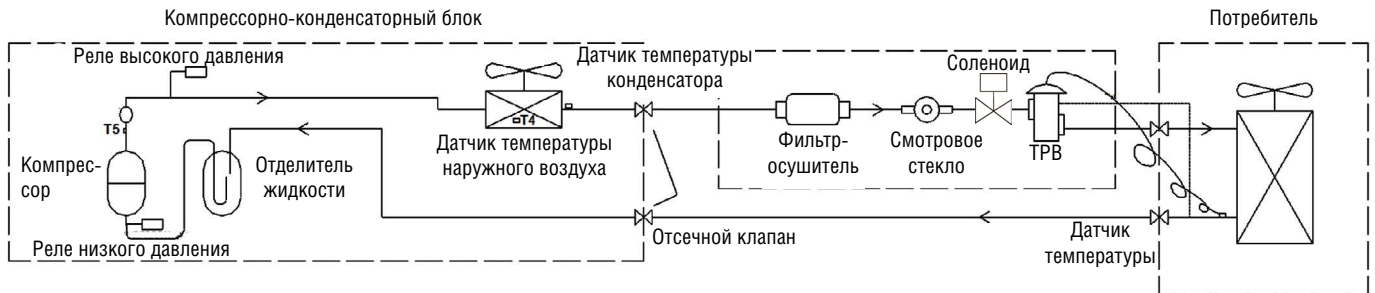 Компрессорно-конденсаторный блок
Потребитель
Реле высокого давления
Датчик температуры
конденсатора
Соленоид
T5
T4
Компрес-
сор
Отделитель
жидкости
Датчик температуры
наружного воздуха
Фильтр-
осушитель
Смотровое
стекло
ТРВ
Реле низкого давления
Отсечной клапан
Датчик
температуры